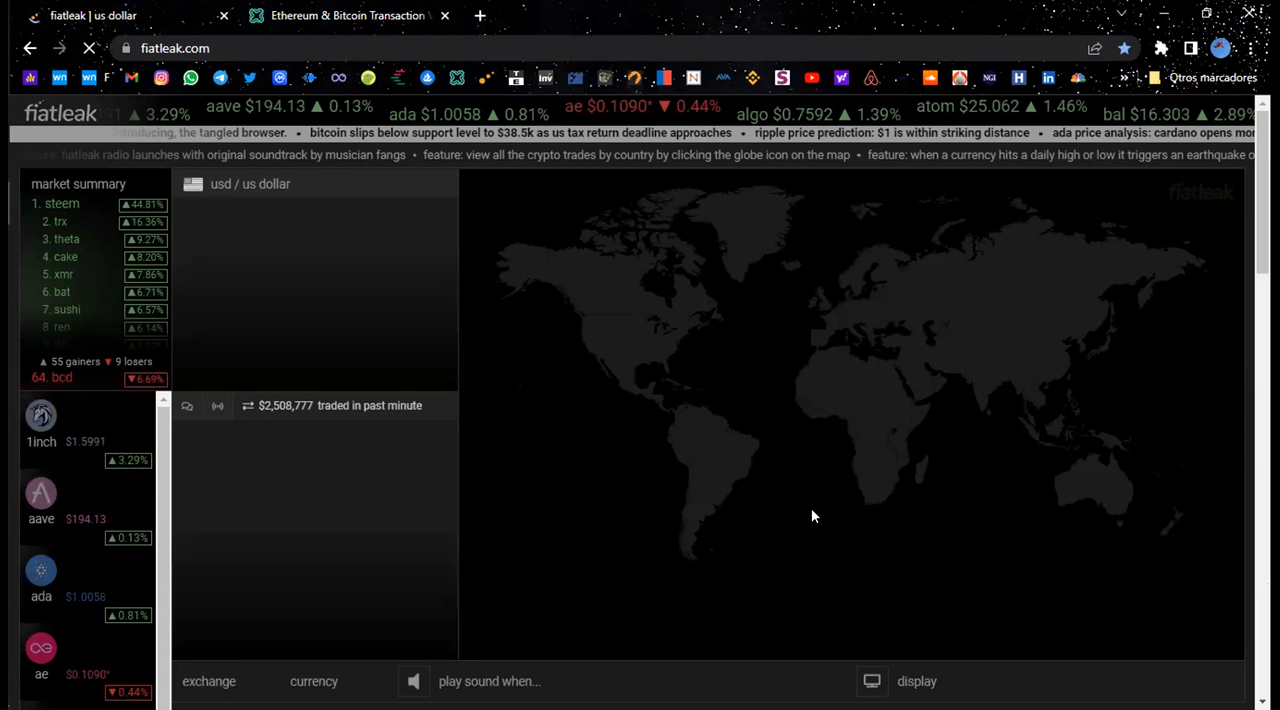 fiatleak | us dollar
Ethereum & Bitcoin Transaction
fiatleak.com
Otros marcadores
fiatleak
3.29% aave $194.13 ▲ 0.13% ada $1.0058 ▲ 0.81% ae $0.1090* ▼ 0.44% algo $0.7592 ▲ 1.39% atom $25.062 ▲ 1.46% bal $16.303 ▲ 2.89%
introducing, the tangled browser. • bitcoin slips below support level to $38.5k as us tax return deadline approaches • ripple price prediction: $1 is within striking distance • ada price analysis: cardano opens
fiatleak radio launches with original soundtrack by musician fangs • feature: view all the crypto trades by country by clicking the globe icon on the map • feature: when a currency hits a daily high or low it triggers an earthquake
market summary
1. steem ▲44.81%
2. trx ▲16.36%
3. theta ▲9.27%
4. cake ▲8.20%
5. xmr ▲7.86%
6. bat ▲6.71%
7. sushi ▲6.57%
8 ren ▲6.14%
▲ 55 gainers ▼ 9 losers
64. bcd ▼6.69%
usd / us dollar
fiatleak
$2,508,777 traded in past minute
1inch $1.5991
▲3.29%
aave $194.13
▲0.13%
ada $1.0058
▲0.81%
ae $0.1090*
▼0.44%
exchange currency play sound when... display